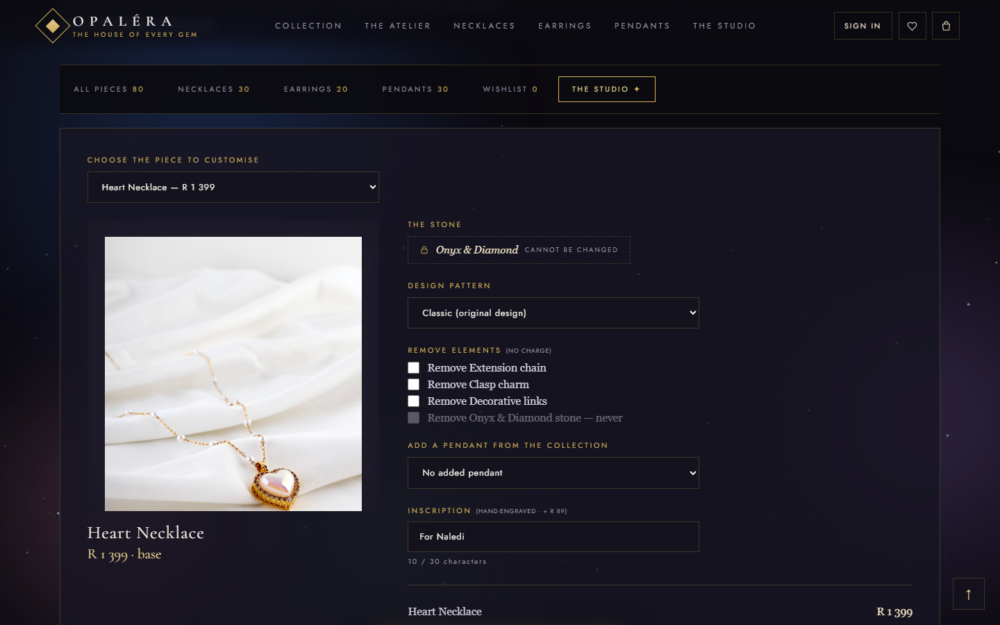 OPALÉRA
THE HOUSE OF EVERY GEM
COLLECTION THE ATELIER NECKLACES EARRINGS PENDANTS THE STUDIO
SIGN IN
ALL PIECES 80 NECKLACES 30 EARRINGS 20 PENDANTS 30 WISHLIST 0 THE STUDIO ✦
CHOOSE THE PIECE TO CUSTOMISE
Heart Necklace — R 1 399
THE STONE
Onyx & Diamond CANNOT BE CHANGED
DESIGN PATTERN
Classic (original design)
REMOVE ELEMENTS (NO CHARGE)
Remove Extension chain
Remove Clasp charm
Remove Decorative links
Remove Onyx & Diamond stone — never
ADD A PENDANT FROM THE COLLECTION
No added pendant
INSCRIPTION (HAND-ENGRAVED · + R 89)
For Naledi
10 / 30 characters
Heart Necklace
R 1 399 · base
Heart Necklace R 1 399
↑